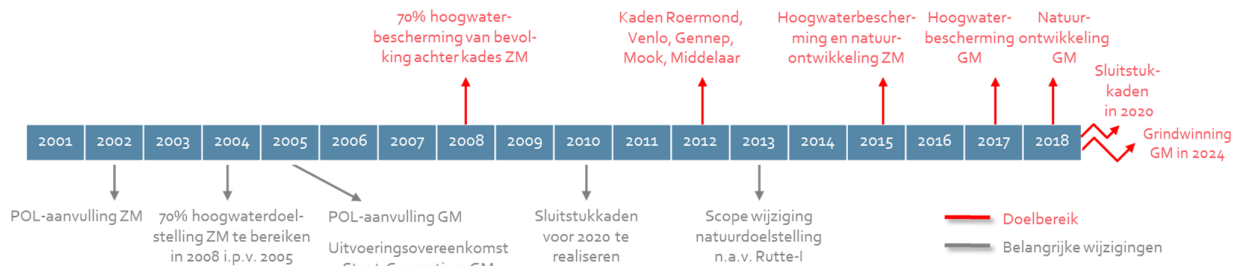 70% hoogwater-
bescherming van bevol-
king achter kades ZM
Kaden Roermond,
Venlo, Gennep,
Mook, Middelaar
Hoogwaterbescher-
ming en natuur-
ontwikkeling ZM
Hoogwater-
bescherming
GM
Natuur-
ontwikkeling
GM
Sluitstuk-
kaden
in 2020
Grindwinning
GM in 2024
2001 2002 2003 2004 2005 2006 2007 2008 2009 2010 2011 2012 2013 2014 2015 2016 2017 2018
POL-aanvulling ZM
70% hoogwaterdoel-
stelling ZM te bereiken
in 2008 i.p.v. 2005
POL-aanvulling GM
Uitvoeringsovereenkomst
Sluitstukkaden
voor 2020 te
realiseren
Scope wijziging
natuurdoelstelling
n.a.v. Rutte-I
Doelbereik
Belangrijke wijzigingen